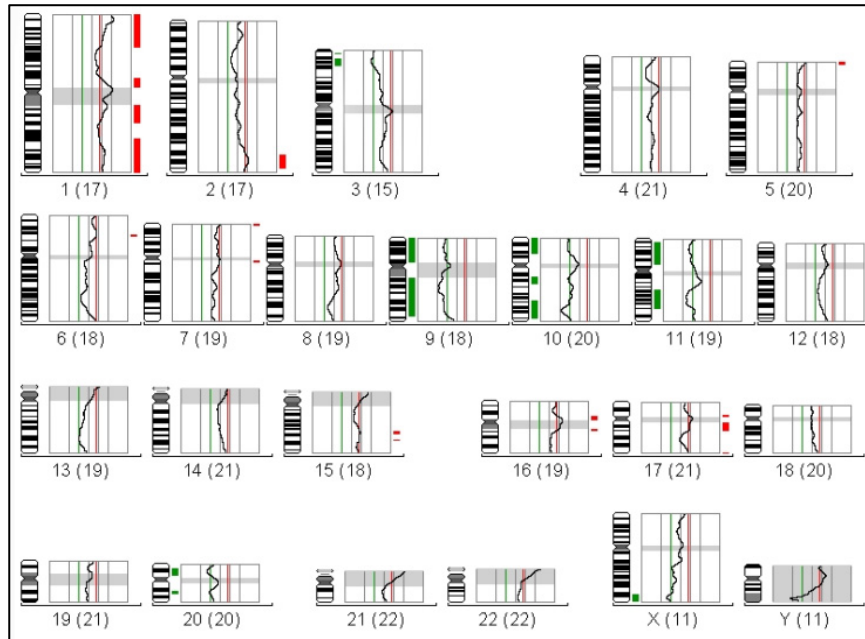 1 (17) 2 (17) 3 (15) 4 (21) 5 (20)
6 (18) 7 (19) 8 (19) 9 (18) 10 (20) 11 (19) 12 (18)
13 (19) 14 (21) 15 (18) 16 (19) 17 (21) 18 (20)
19 (21) 20 (20) 21 (22) 22 (22) X (11) Y (11)